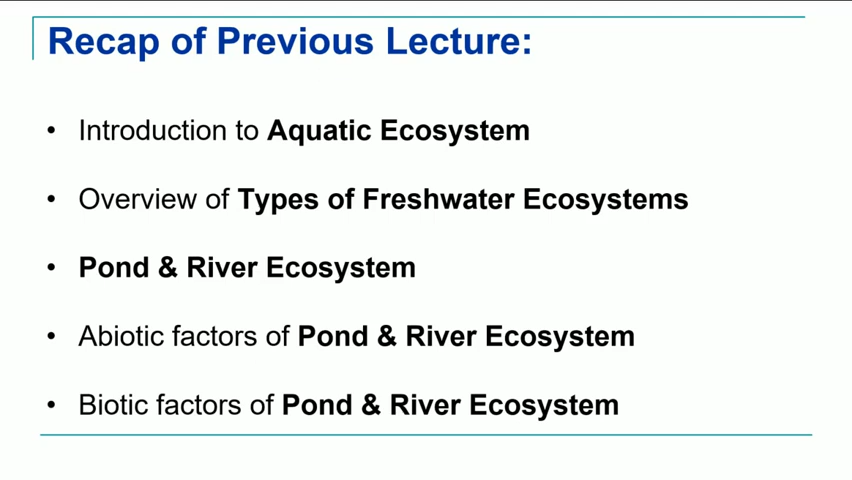 Recap of Previous Lecture:
• Introduction to Aquatic Ecosystem
• Overview of Types of Freshwater Ecosystems
• Pond & River Ecosystem
• Abiotic factors of Pond & River Ecosystem
• Biotic factors of Pond & River Ecosystem